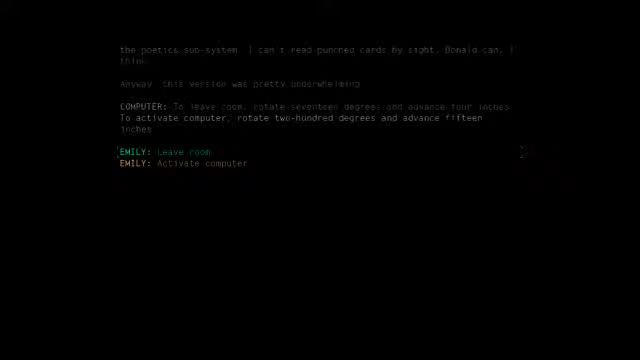 the poetics sub-system. I can't read punched cards by sight. Donald can, I
think.
Anyway, this version was pretty underwhelming
COMPUTER: To leave room, rotate seventeen degrees and advance four inches
To activate computer, rotate two-hundred degrees and advance fifteen
inches
EMILY: Leave room
EMILY: Activate computer